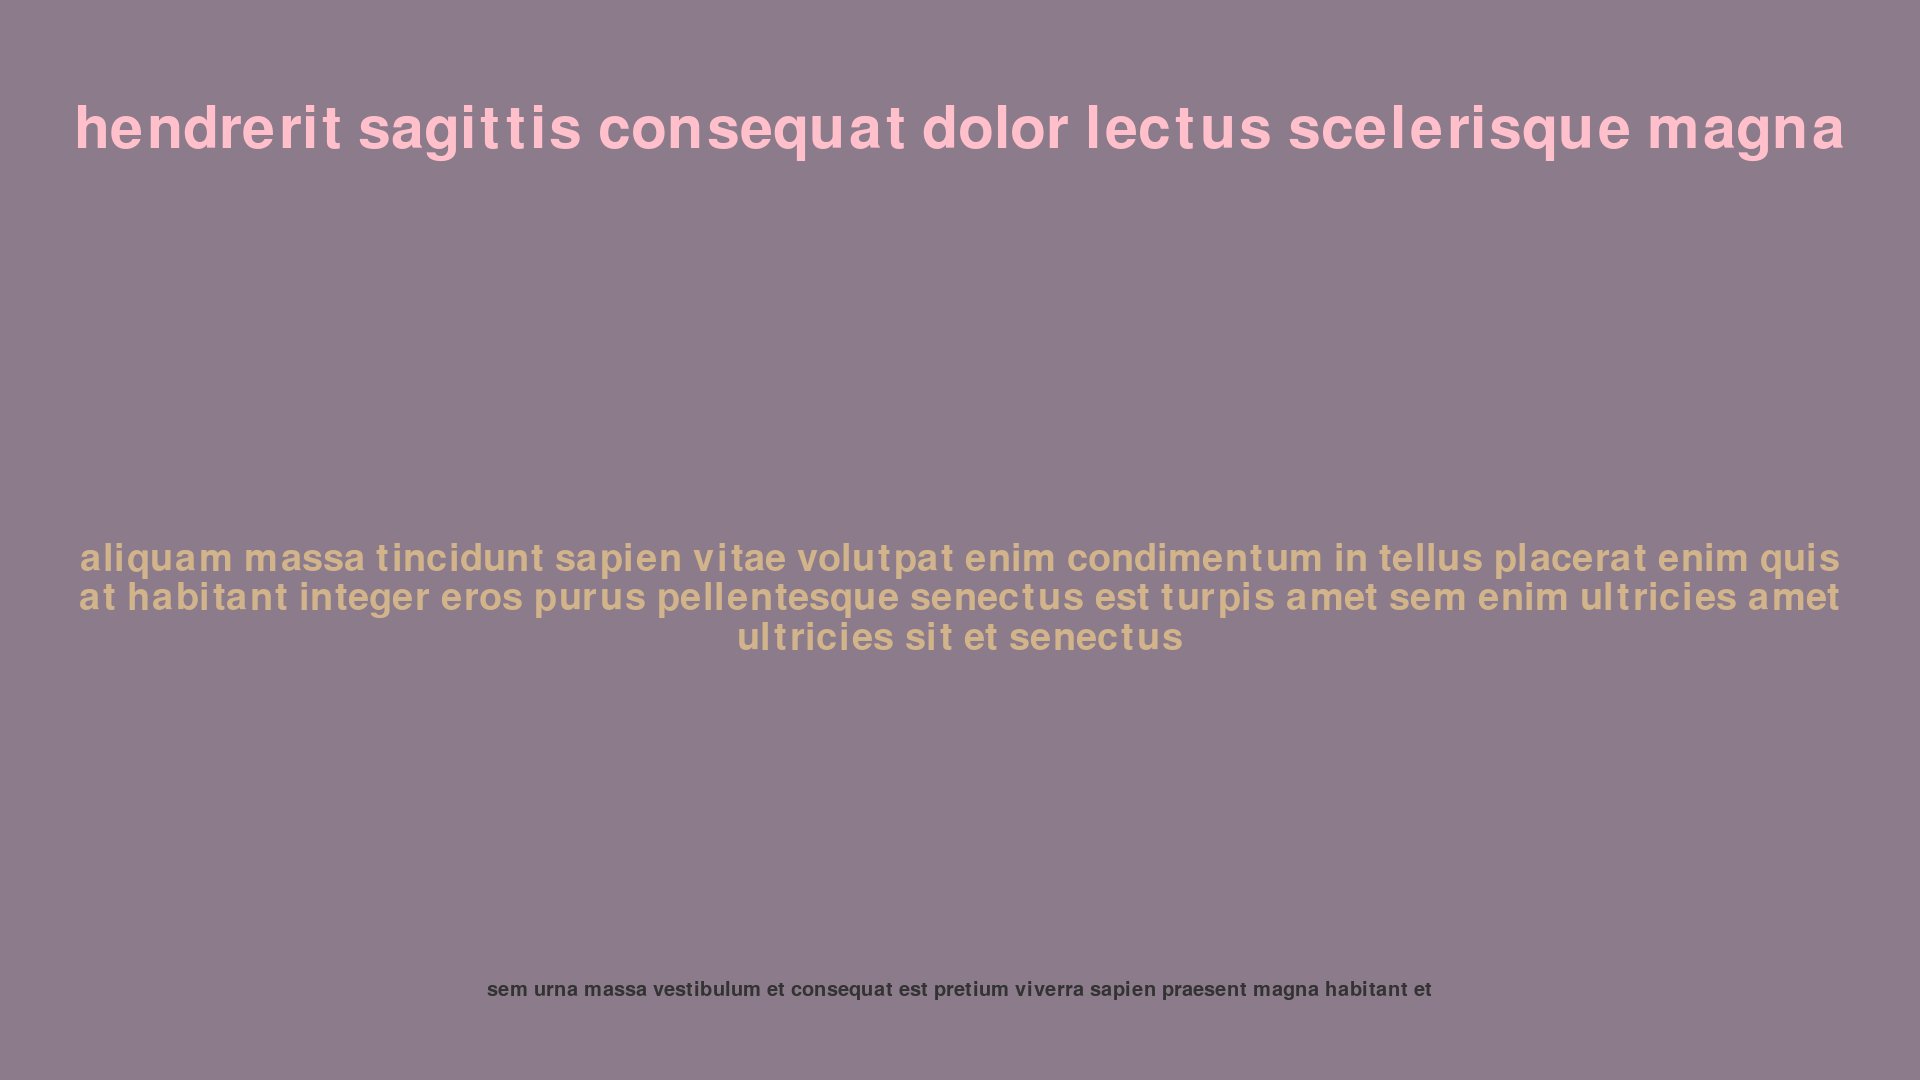 hendrerit sagittis consequat dolor lectus scelerisque magna
aliquam massa tincidunt sapien vitae volutpat enim condimentum in tellus placerat enim quis
at habitant integer eros purus pellentesque senectus est turpis amet sem enim ultricies amet
ultricies sit et senectus
sem urna massa vestibulum et consequat est pretium viverra sapien praesent magna habitant et